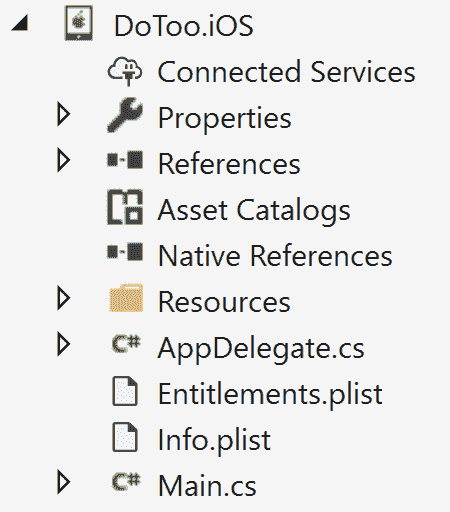 DoToo.iOS
Connected Services
Properties
References
Asset Catalogs
Native References
Resources
C# AppDelegate.cs
Entitlements.plist
Info.plist
C# Main.cs